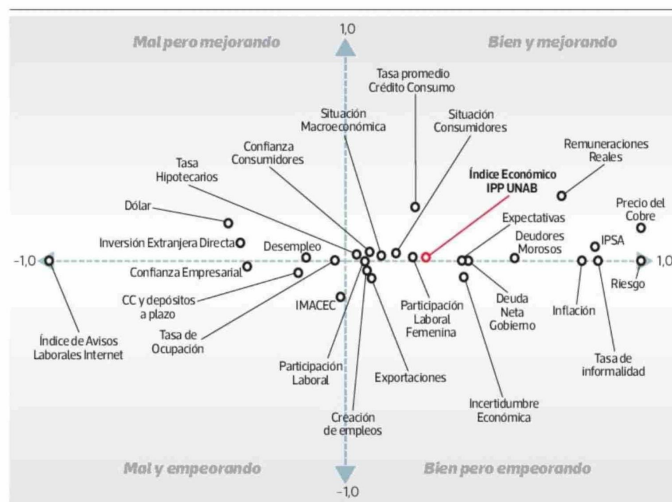 Mal pero mejorando
1,0
Bien y mejorando
Tasa promedio
Crédito Consumo
Situación
Macroeconómica
Situación
Consumidores
Confianza
Consumidores
Remuneraciones
Reales
Tasa
Hipotecarios
Índice Económico
IPP UNAB
Dólar
Precio del
Cobre
Expectativas
Inversión Extranjera Directa
Desempleo
Deudores
Morosos
IPSA
-1,0
1,0
Confianza Empresarial
Riesgo
CC y depósitos
a plazo
IMACEC
Participación
Laboral
Femenina
Deuda
Neta
Gobierno
Inflación
Índice de Avisos
Laborales Internet
Tasa de
Ocupación
Tasa de
informalidad
Participación
Laboral
Exportaciones
Incertidumbre
Económica
Creación
de empleos
Mal y empeorando
Bien pero empeorando
-1,0